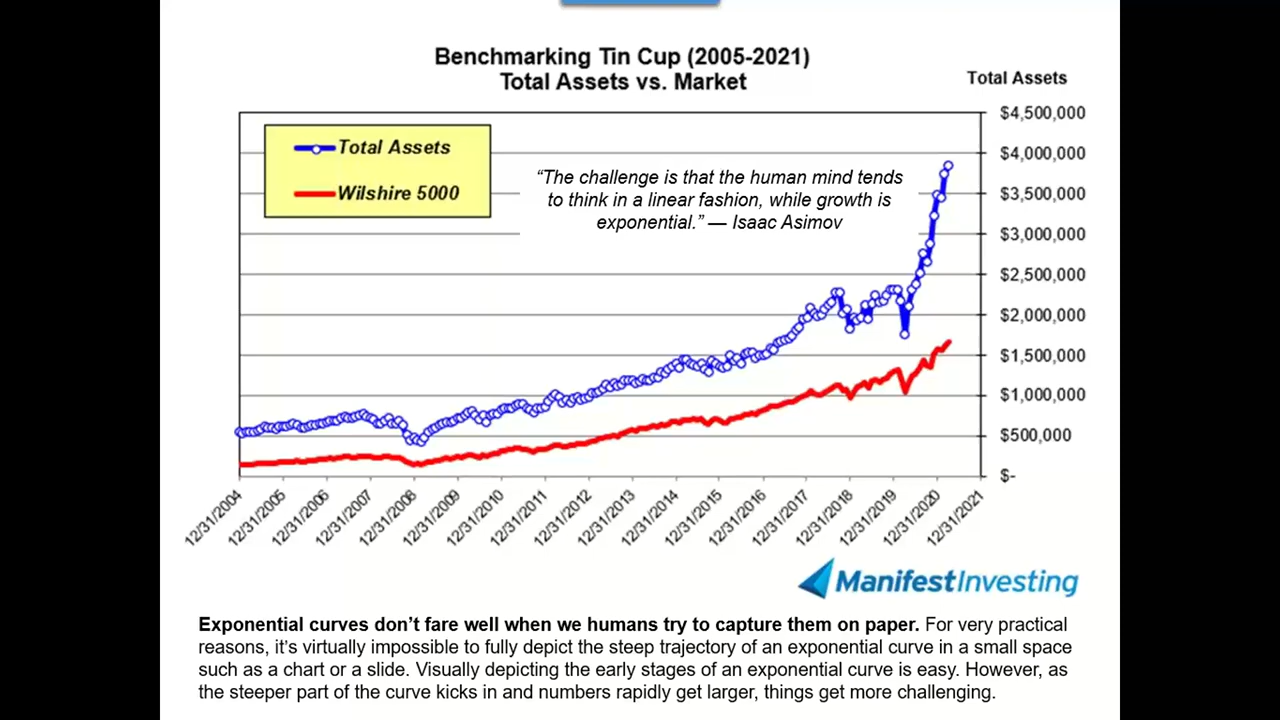 Benchmarking Tin Cup (2005-2021)
Total Assets vs. Market
Total Assets
$4,500,000
$4,000,000
$3,500,000
$3,000,000
$2,500,000
$2,000,000
$1,500,000
$1,000,000
$500,000
$-
Total Assets
Wilshire 5000
“The challenge is that the human mind tends
to think in a linear fashion, while growth is
exponential.” — Isaac Asimov
12/31/2004
12/31/2005
12/31/2006
12/31/2007
12/31/2008
12/31/2009
12/31/2010
12/31/2011
12/31/2012
12/31/2013
12/31/2014
12/31/2015
12/31/2016
12/31/2017
12/31/2018
12/31/2019
12/31/2020
12/31/2021
ManifestInvesting
Exponential curves don’t fare well when we humans try to capture them on paper. For very practical
reasons, it’s virtually impossible to fully depict the steep trajectory of an exponential curve in a small space
such as a chart or a slide. Visually depicting the early stages of an exponential curve is easy. However, as
the steeper part of the curve kicks in and numbers rapidly get larger, things get more challenging.